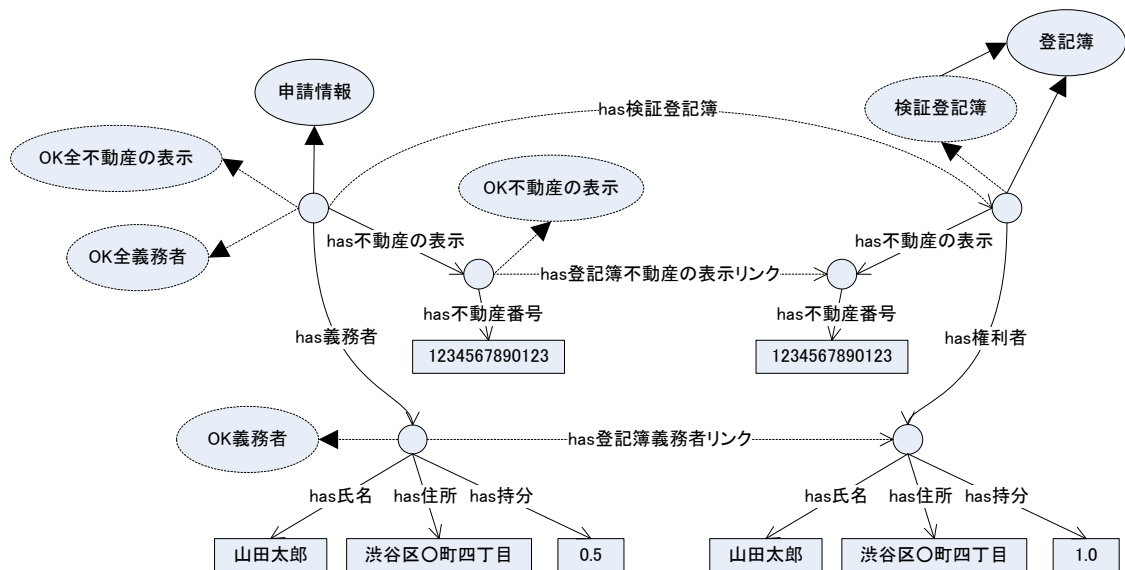 登記簿
申請情報
検証登記簿
has検証登記簿
OK全不動産の表示
OK不動産の表示
OK全義務者
has不動産の表示
has不動産の表示
has登記簿不動産の表示リンク
has不動産番号
has不動産番号
has義務者
has権利者
1234567890123
1234567890123
OK義務者
has登記簿義務者リンク
has氏名
has住所
has持分
has氏名
has住所
has持分
山田太郎
渋谷区〇町四丁目
0.5
山田太郎
渋谷区〇町四丁目
1.0